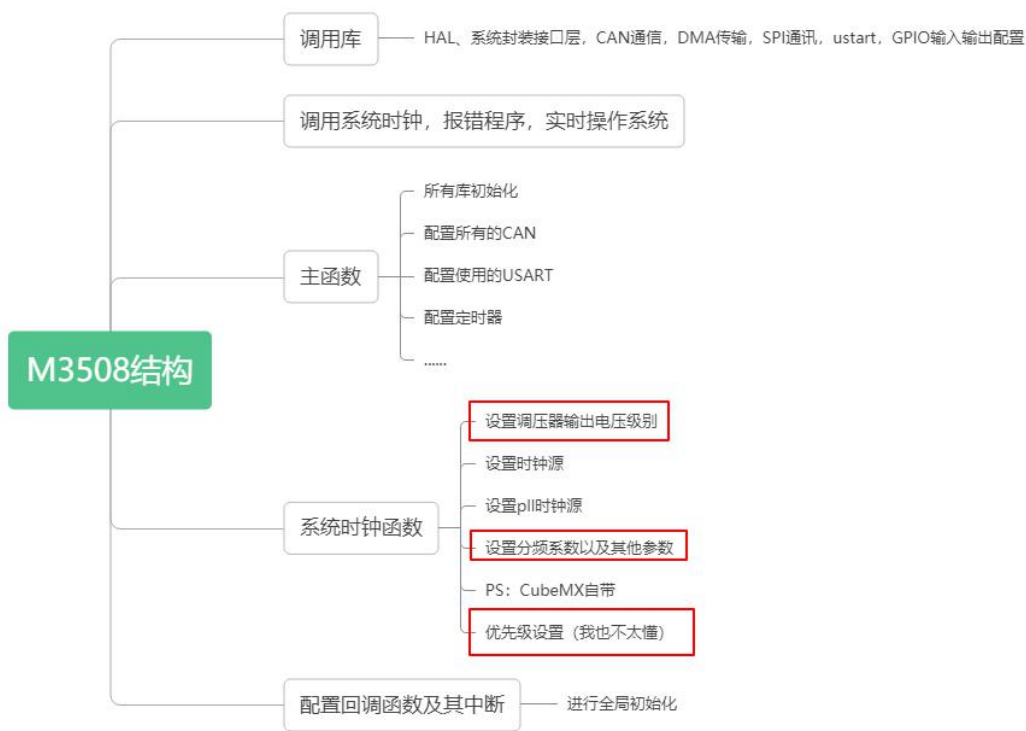 调用库
HAL、系统封装接口层，CAN通信，DMA传输，SPI通讯，ustart，GPIO输入输出配置
调用系统时钟，报错程序，实时操作系统
所有库初始化
配置所有的CAN
主函数
配置使用的USART
配置定时器
......
M3508结构
设置调压器输出电压级别
设置时钟源
设置pll时钟源
系统时钟函数
设置分频系数以及其他参数
PS：CubeMX自带
优先级设置（我也不太懂）
配置回调函数及其中断
进行全局初始化